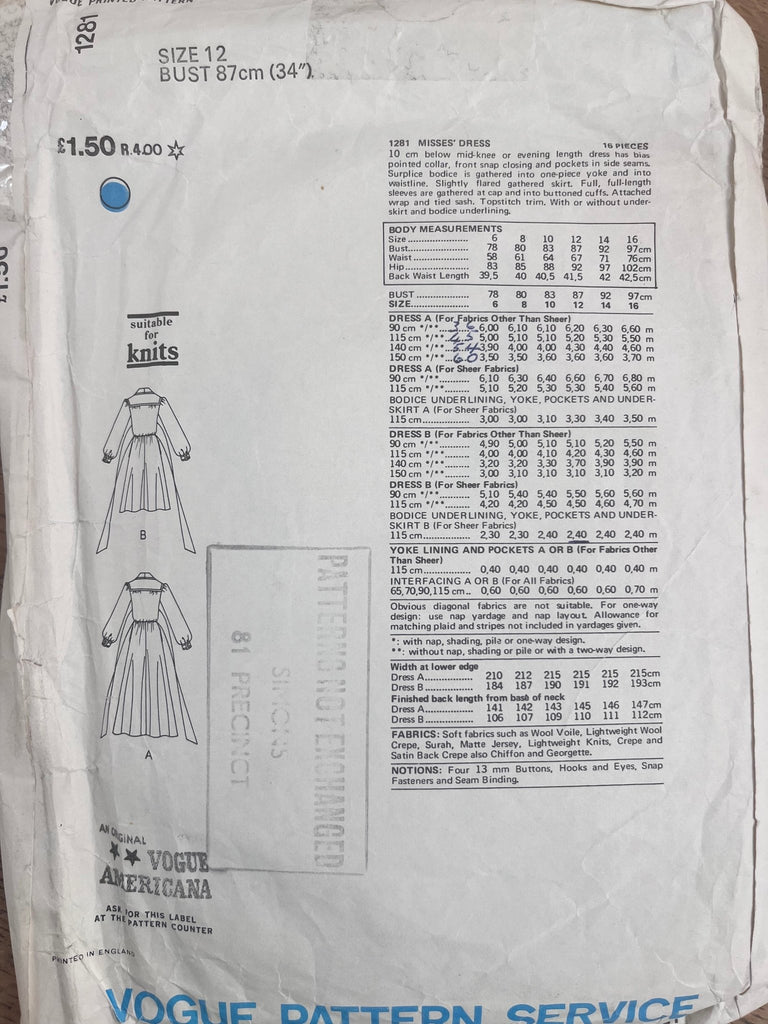 1281
SIZE 12
BUST 87cm (34")
£1.50 R.4.00
suitable
for
knits
B
A
1281 MISSES' DRESS 16 PIECES
10 cm below mid-knee or evening length dress has bias
pointed collar, front snap closing and pockets in side seams.
Surplice bodice is gathered into one-piece yoke and into
waistline. Slightly flared gathered skirt. Full, full-length
sleeves are gathered at cap and into buttoned cuffs. Attached
wrap and tied sash. Topstitch trim. With or without under-
skirt and bodice underlining.
BODY MEASUREMENTS
Size 6 8 10 12 14 16
Bust 78 80 83 87 92 97cm
Waist 58 61 64 67 71 76cm
Hip 83 85 88 92 97 102cm
Back Waist Length 39,5 40 40,5 41,5 42 42,5cm
BUST 78 80 83 87 92 97cm
SIZE 6 8 10 12 14 16
DRESS A (For Fabrics Other Than Sheer)
90 cm */** 6,00 6,10 6,10 6,20 6,30 6,60 m
115 cm */** 5,00 5,10 5,10 5,20 5,30 5,50 m
140 cm */** 3,90 4,00 4,00 4,30 4,40 4,60 m
150 cm */** 3,50 3,50 3,60 3,60 3,60 3,70 m
DRESS A (For Sheer Fabrics)
90 cm */** 6,10 6,30 6,40 6,60 6,70 6,80 m
115 cm */** 5,10 5,20 5,30 5,30 5,40 5,60 m
BODICE UNDERLINING, YOKE, POCKETS AND UNDER-
SKIRT A (For Sheer Fabrics)
115 cm 3,00 3,00 3,10 3,30 3,40 3,50 m
DRESS B (For Fabrics Other Than Sheer)
90 cm */** 4,90 5,00 5,10 5,10 5,20 5,50 m
115 cm */** 4,00 4,00 4,10 4,20 4,30 4,60 m
140 cm */** 3,20 3,20 3,30 3,70 3,90 3,90 m
150 cm */** 3,00 3,10 3,10 3,10 3,10 3,20 m
DRESS B (For Sheer Fabrics)
90 cm */** 5,10 5,40 5,40 5,50 5,60 5,60 m
115 cm */** 4,20 4,20 4,50 4,50 4,60 4,70 m
BODICE UNDERLINING, YOKE, POCKETS AND UNDER-
SKIRT B (For Sheer Fabrics)
115 cm 2,30 2,30 2,40 2,40 2,40 2,40 m
YOKE LINING AND POCKETS A OR B (For Fabrics Other
Than Sheer)
115 cm 0,40 0,40 0,40 0,40 0,40 0,40 m
INTERFACING A OR B (For All Fabrics)
65,70,90,115 cm 0,60 0,60 0,60 0,60 0,60 0,70 m
Obvious diagonal fabrics are not suitable. For one-way
design: use nap yardage and nap layout. Allowance for
matching plaid and stripes not included in yardages given.
*: with nap, shading, pile or one-way design.
**: without nap, shading or pile or with a two-way design.
Width at lower edge
Dress A 210 212 215 215 215 215cm
Dress B 184 187 190 191 192 193cm
Finished back length from base of neck
Dress A 141 142 143 145 146 147cm
Dress B 106 107 109 110 111 112cm
FABRICS: Soft fabrics such as Wool Voile, Lightweight Wool
Crepe, Surah, Matte Jersey, Lightweight Knits, Crepe and
Satin Back Crepe also Chiffon and Georgette.
NOTIONS: Four 13 mm Buttons, Hooks and Eyes, Snap
Fasteners and Seam Binding.
PATTERNS NOT EXCHANGED
SIMONS
81 PRECINCT
AN ORIGINAL
VOGUE
AMERICANA
ASK FOR THIS LABEL
AT THE PATTERN COUNTER
PRINTED IN ENGLAND
VOGUE PATTERN SERVICE